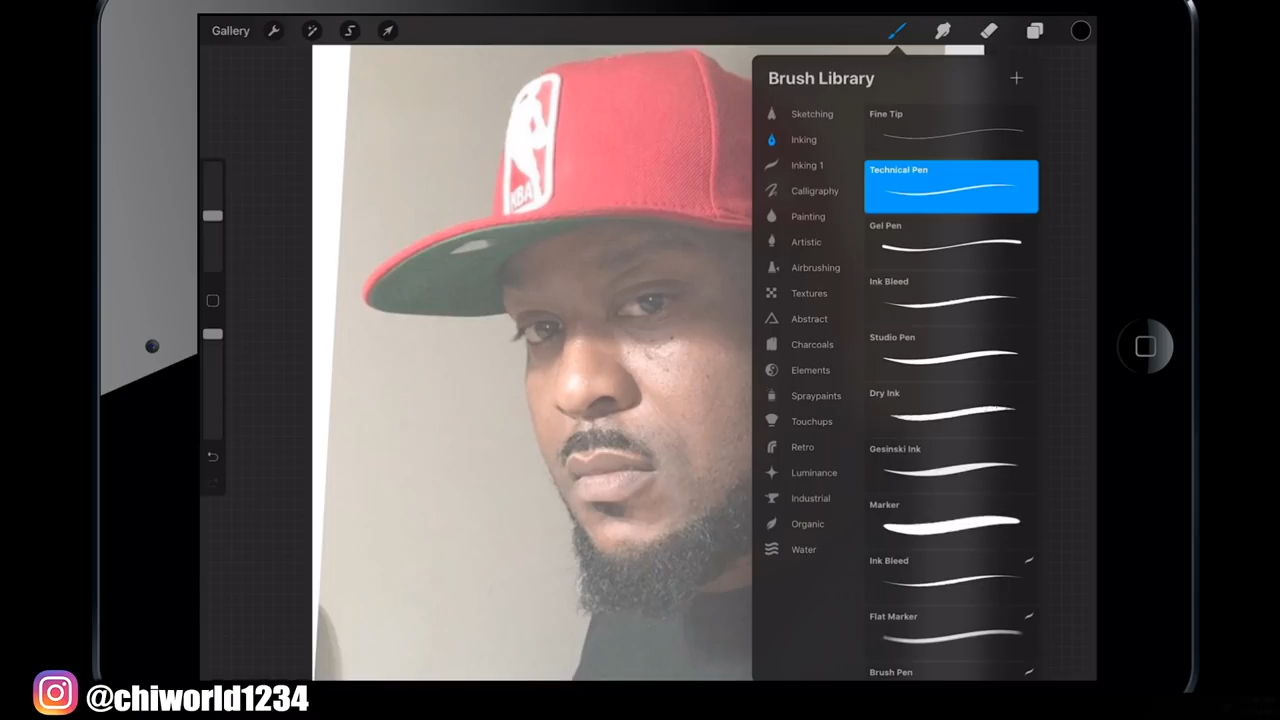 Gallery
Brush Library
Sketching
Inking
Inking 1
Calligraphy
Painting
Artistic
Airbrushing
Textures
Abstract
Charcoals
Elements
Spraypaints
Touchups
Retro
Luminance
Industrial
Organic
Water
Fine Tip
Technical Pen
Gel Pen
Ink Bleed
Studio Pen
Dry Ink
Gesinski Ink
Marker
Ink Bleed
Flat Marker
Brush Pen
NBA
@chiworld1234